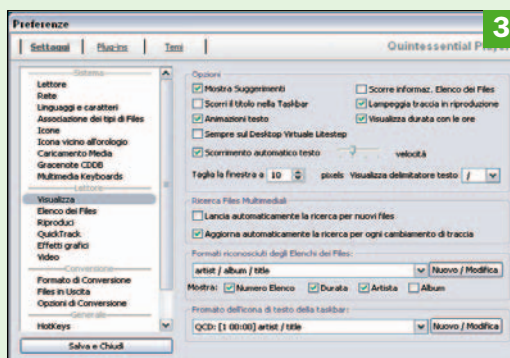 Preferenze
3
Settaggi Plug-ins Temi
Quintessential Player
Sistema
Lettore
Rete
Linguaggi e caratteri
Associazione dei tipi di Files
Icone
Icona vicino all'orologio
Caricamento Media
Gracenote CDDB
Multimedia Keyboards
Lettore
Visualizza
Elenco dei Files
Riproduci
QuickTrack
Effetti grafici
Video
Conversione
Formato di Conversione
Files in Uscita
Opzioni di Conversione
Generale
HotKeys
Salva e Chiudi
Opzioni
Mostra Suggerimenti
Scorre informaz. Elenco dei Files
Scorri il titolo nella Taskbar
Lampeggia traccia in riproduzione
Animazioni testo
Visualizza durata con le ore
Sempre sul Desktop Virtuale Litestep
Scorrimento automatico testo velocità
Taglia la finestra a 10 pixels Visualizza delimitatore testo /
Ricerca Files Multimediali
Lancia automaticamente la ricerca per nuovi files
Aggiorna automaticamente la ricerca per ogni cambiamento di traccia
Formati riconosciuti degli Elenchi dei Files:
artist / album / title Nuovo / Modifica
Mostra: Numero Elenco Durata Artista Album
Fromato dell'icona di testo della taskbar:
QCD: [1 00:00] artist / title Nuovo / Modifica